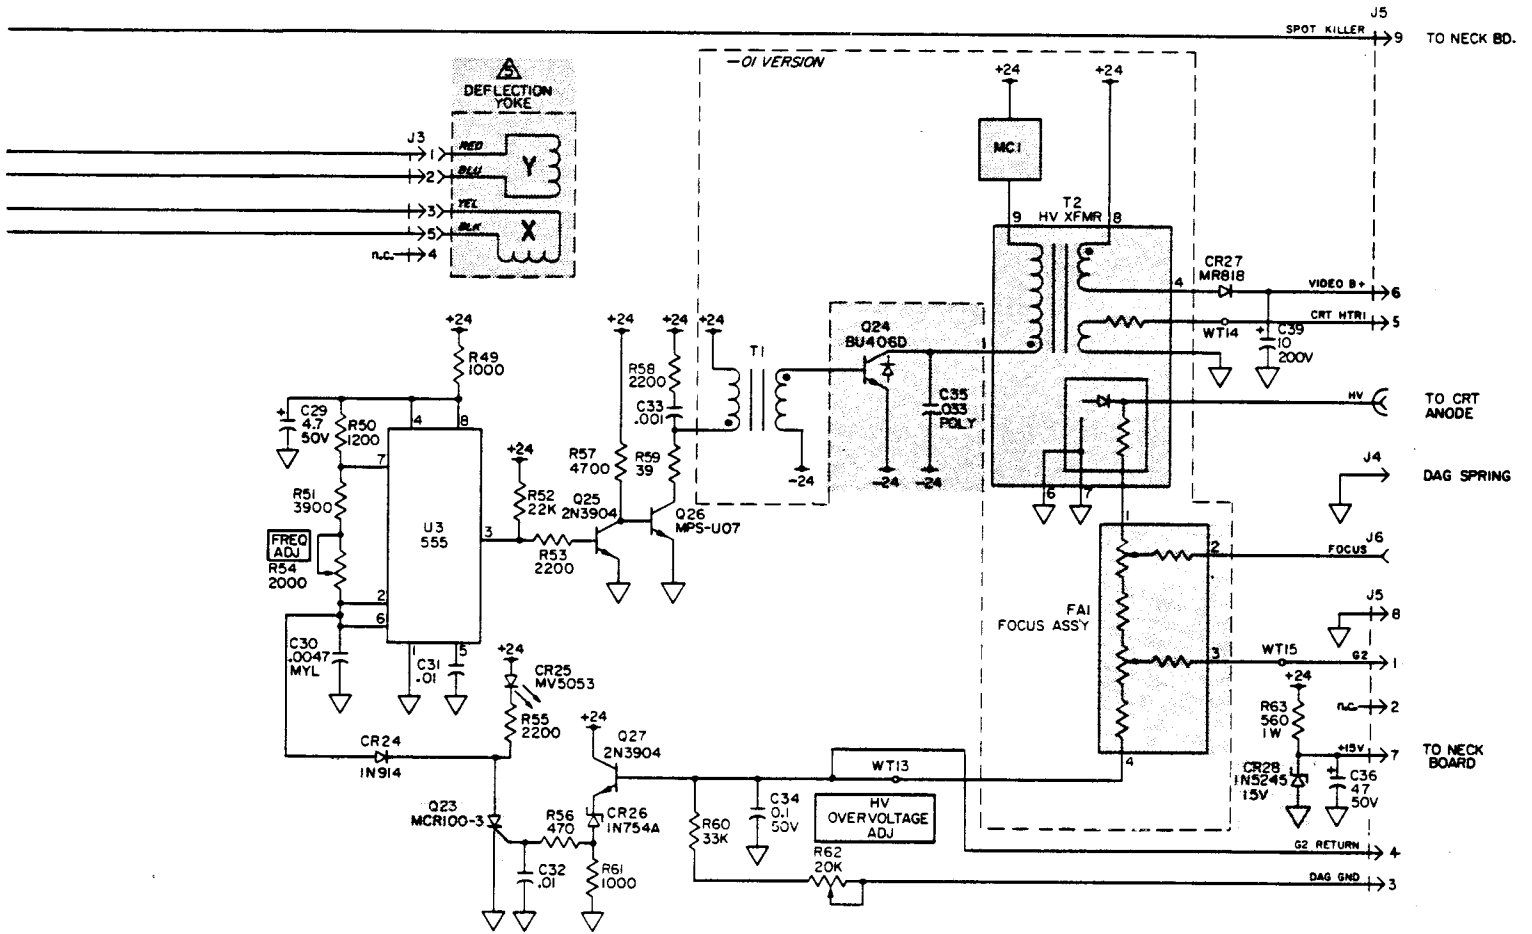 J5
SPOT KILLER
9
TO NECK BD.
-01 VERSION
5
DEFLECTION
YOKE
+24
+24
J3
1
RED
Y
2
BLU
3
YEL
X
5
BLK
n.c.
4
MC1
T2
HV XFMR
9
8
CR27
MR818
4
VIDEO B+
6
CRT HTR1
5
WT14
C39
10
200V
+
+24
R49
1000
+24
+24
+24
R58
2200
C33
.001
T1
Q24
BU406D
C35
.033
POLY
-24
-24
-24
HV
TO CRT
ANODE
J4
DAG SPRING
6
7
+
C29
4.7
50V
R50
1200
4
8
7
R51
3900
FREQ
ADJ
R54
2000
U3
555
3
2
6
1
5
C30
.0047
MYL
C31
.01
+24
R52
22K
R53
2200
Q25
2N3904
R57
4700
R59
39
Q26
MPS-U07
1
2
J6
FOCUS
FA1
FOCUS ASS'Y
3
WT15
J5
8
G2
1
+24
R63
560
1W
n.c.
2
+15V
7
TO NECK
BOARD
CR28
1N5245
15V
+
C36
47
50V
4
+24
CR25
MV5053
R55
2200
CR24
1N914
+24
Q27
2N3904
WT13
Q23
MCR100-3
R56
470
CR26
1N754A
C32
.01
R61
1000
R60
33K
C34
0.1
50V
HV
OVERVOLTAGE
ADJ
R62
20K
G2 RETURN
4
DAG GND
3